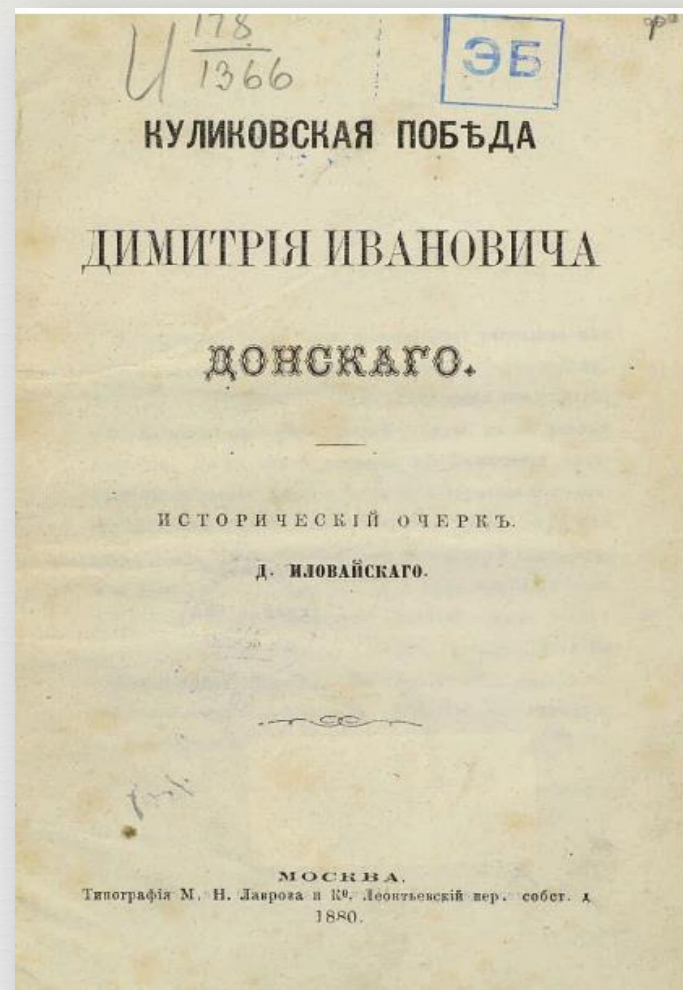 И 178
1366
ЭБ
КУЛИКОВСКАЯ ПОБѢДА
ДИМИТРІЯ ИВАНОВИЧА
ДОНСКАГО.
ИСТОРИЧЕСКІЙ ОЧЕРКЪ.
Д. ИЛОВАЙСКАГО.
МОСКВА.
Типографія М. Н. Лаврова и Кº. Леонтьевскій пер. собст. д
1880.